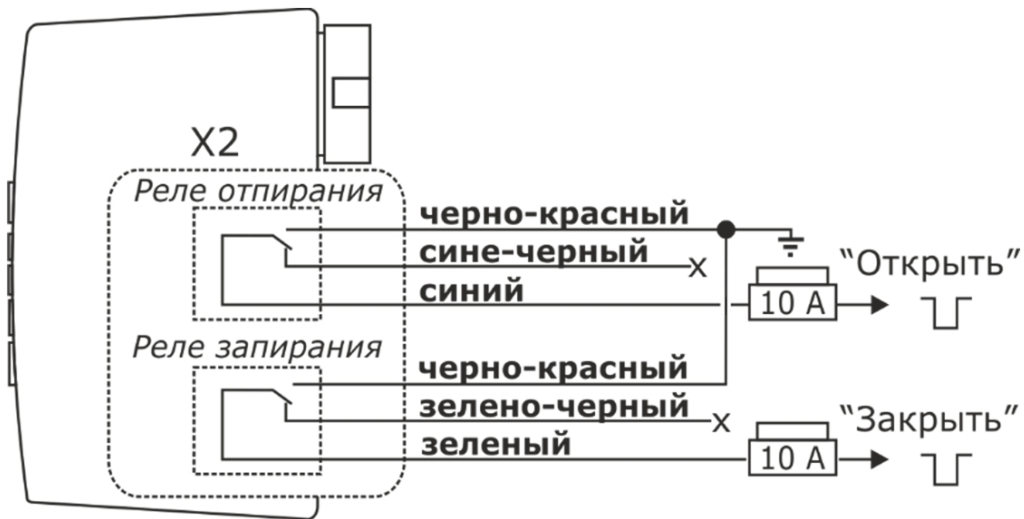 X2
Реле отпирания
черно-красный
сине-черный
x
синий
10 А
“Открыть”
Реле запирания
черно-красный
зелено-черный
x
зеленый
10 А
“Закрыть”